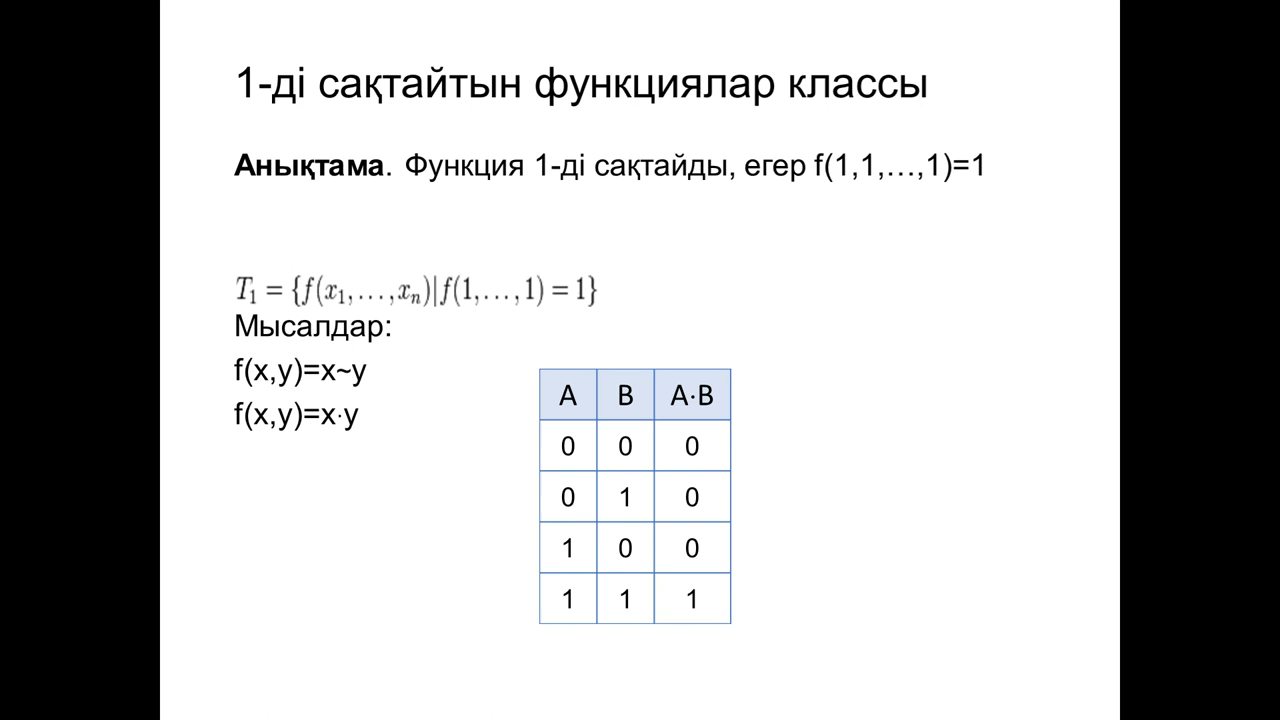 1-ді сақтайтын функциялар классы
Анықтама. Функция 1-ді сақтайды, егер f(1,1,…,1)=1
T₁ = {f(x₁,…,xₙ)|f(1,…,1) = 1}
Мысалдар:
f(x,y)=x~y
f(x,y)=x·y
A B A·B
0 0 0
0 1 0
1 0 0
1 1 1